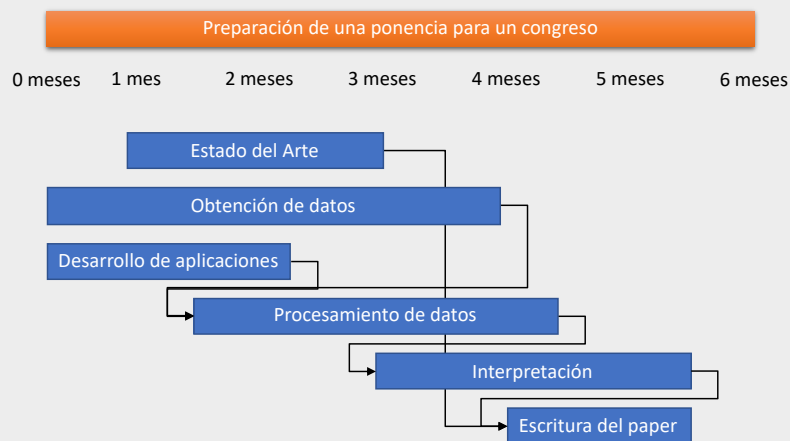 Preparación de una ponencia para un congreso
0 meses 1 mes 2 meses 3 meses 4 meses 5 meses 6 meses
Estado del Arte
Obtención de datos
Desarrollo de aplicaciones
Procesamiento de datos
Interpretación
Escritura del paper